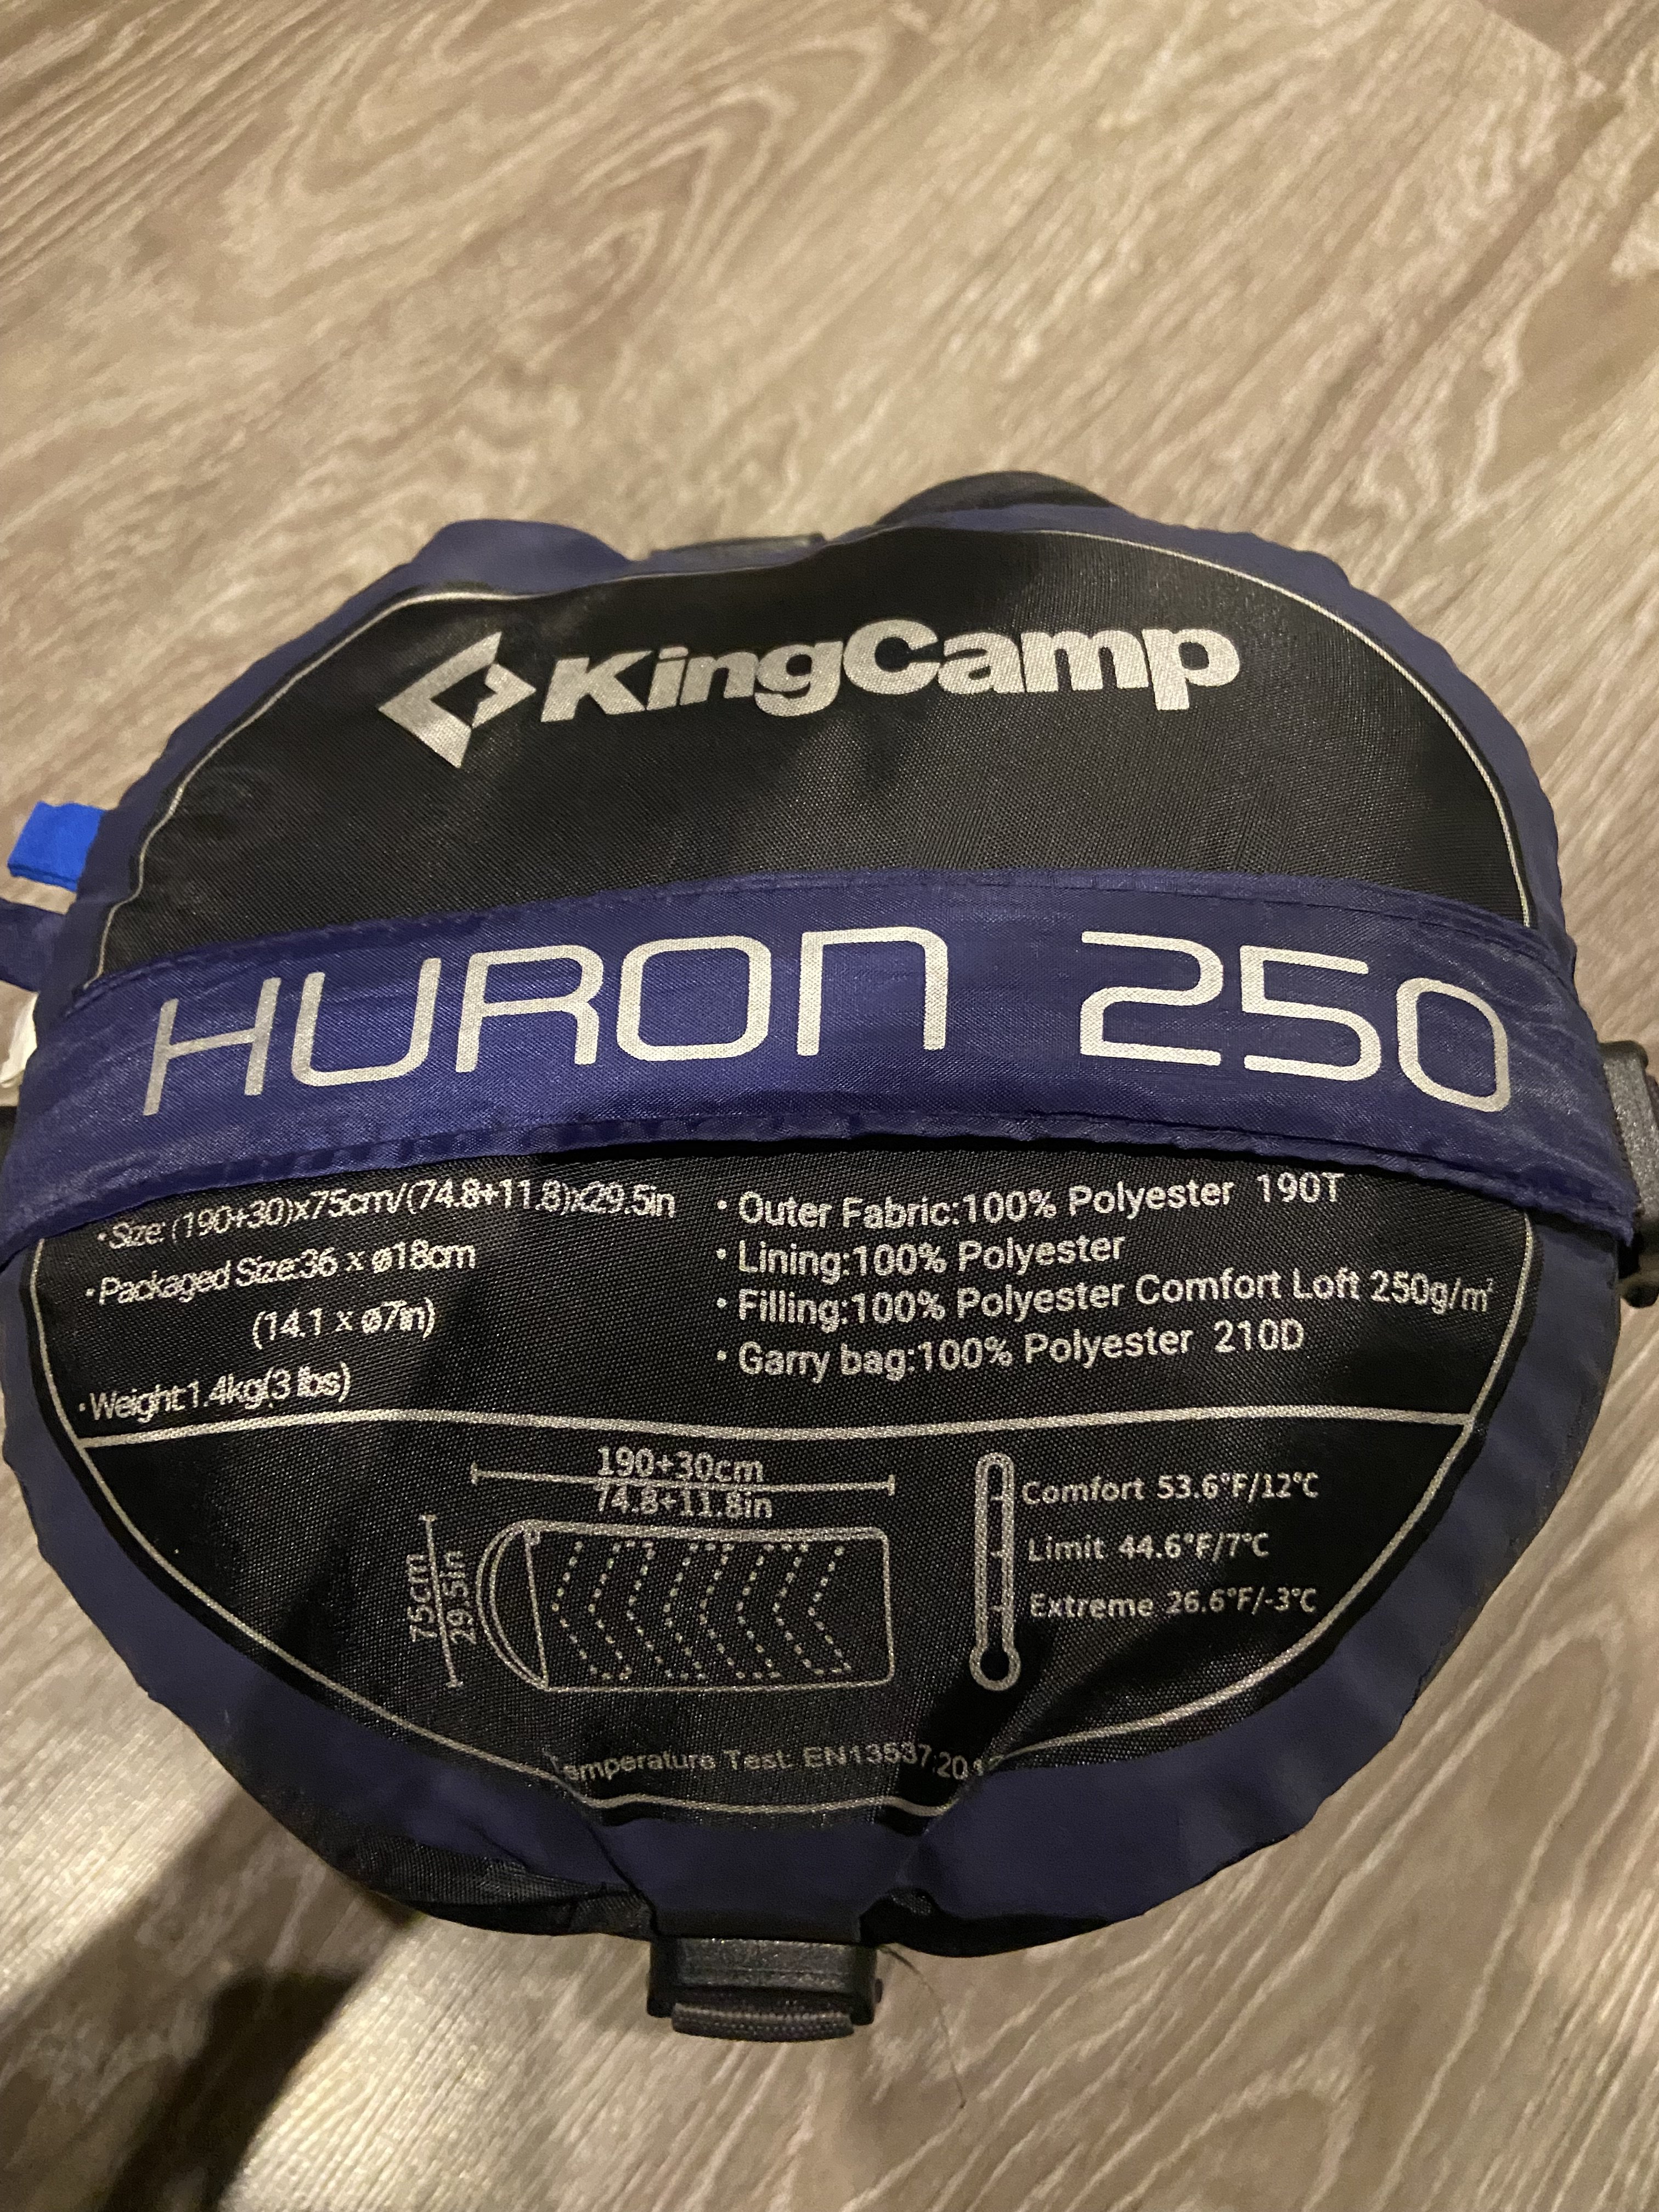 KingCamp
HURON 250
• Size: (190+30)x75cm/(74.8+11.8)x29.5in
• Packaged Size:36 x ø18cm
(14.1 x ø7in)
• Weight:1.4kg(3 lbs)
• Outer Fabric:100% Polyester 190T
• Lining:100% Polyester
• Filling:100% Polyester Comfort Loft 250g/m²
• Garry bag:100% Polyester 210D
190+30cm
74.8+11.8in
75cm
29.5in
Comfort 53.6°F/12°C
Limit 44.6°F/7°C
Extreme 26.6°F/-3°C
Temperature Test: EN13537:201